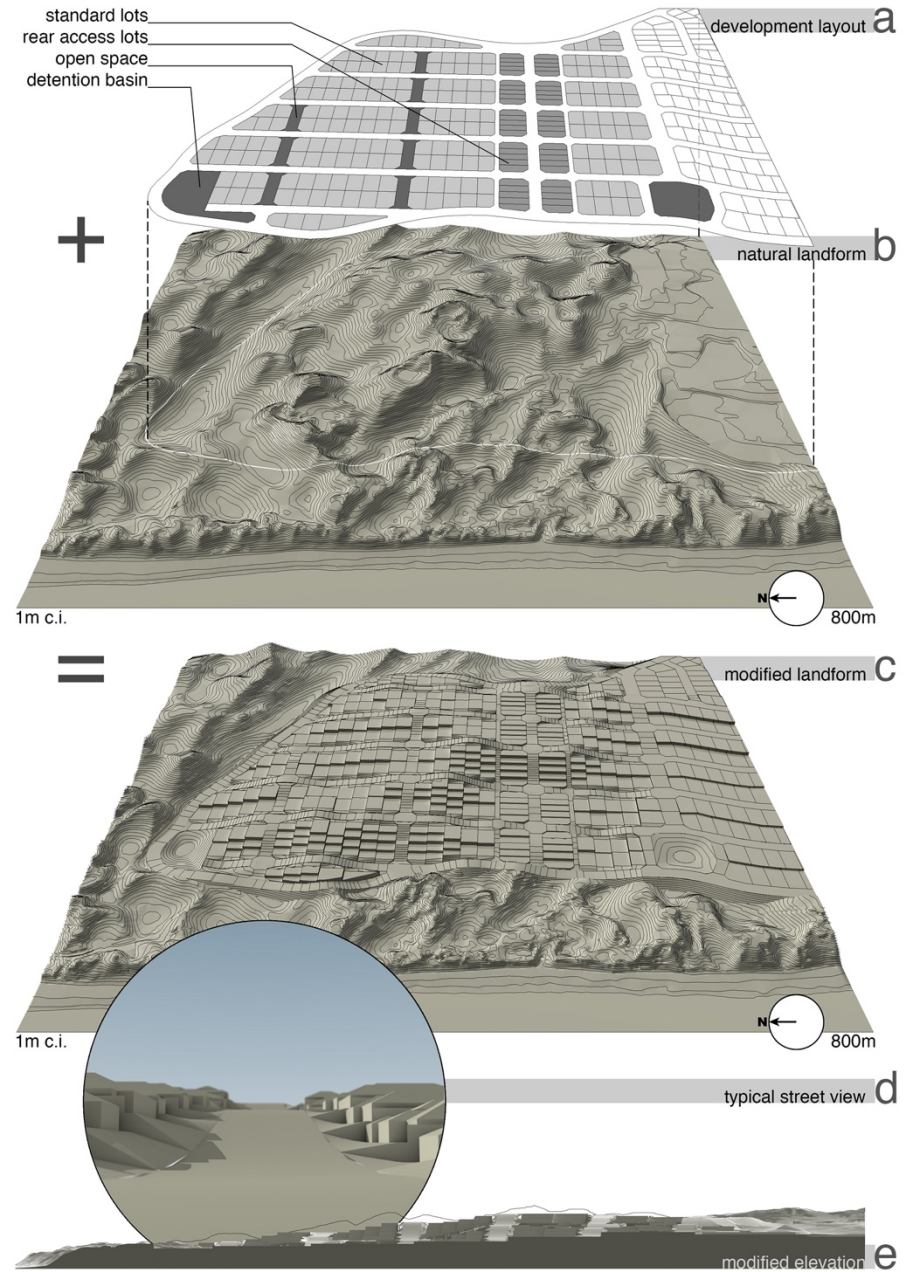 standard lots
rear access lots
open space
detention basin
development layout a
+
natural landform b
1m c.i.
N
800m
=
modified landform c
1m c.i.
N
800m
typical street view d
modified elevation e